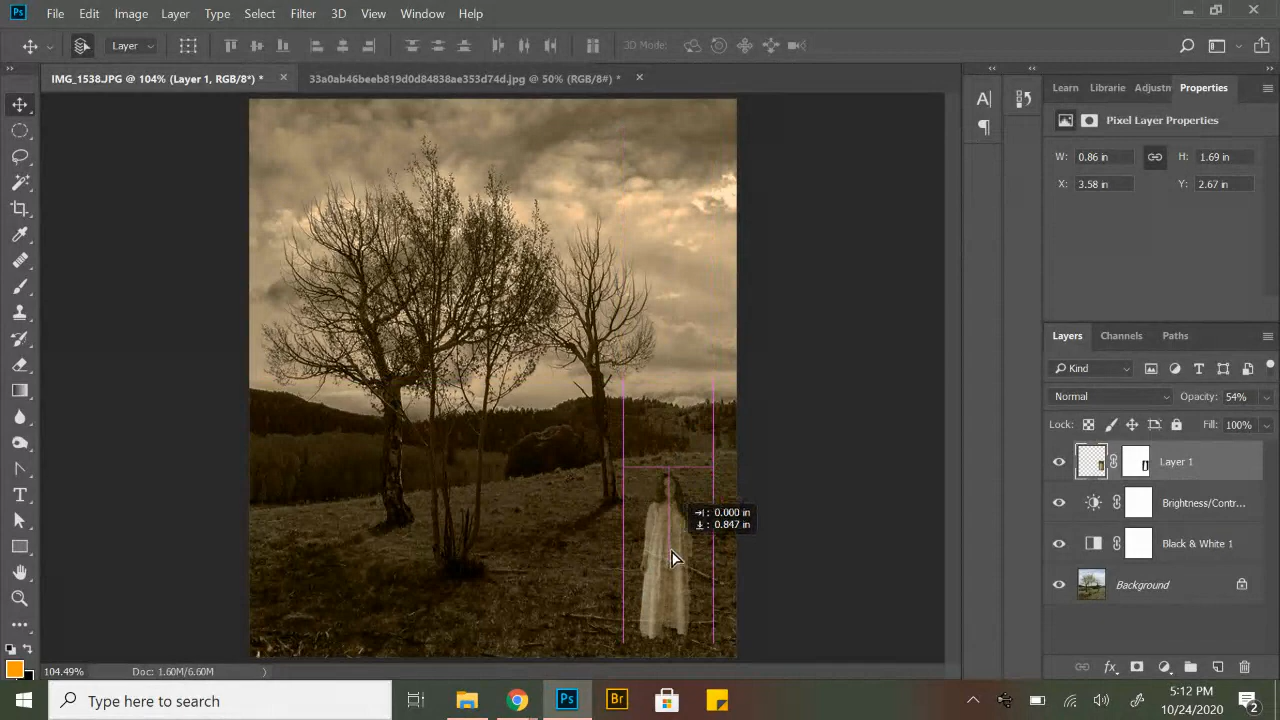 Ps File Edit Image Layer Type Select Filter 3D View Window Help
Layer 3D Mode:
IMG_1538.JPG @ 104% (Layer 1, RGB/8*) * 33a0ab46beeb819d0d84838ae353d74d.jpg @ 50% (RGB/8#) *
Learn Librarie Adjustm Properties
Pixel Layer Properties
W: 0.86 in H: 1.69 in
X: 3.58 in Y: 2.67 in
Layers Channels Paths
Kind
Normal Opacity: 54%
Lock: Fill: 100%
Layer 1
Brightness/Contr...
Black & White 1
Background
: 0.000 in
: 0.847 in
104.49% Doc: 1.60M/6.60M
Type here to search
Ps Br
5:12 PM
10/24/2020
2